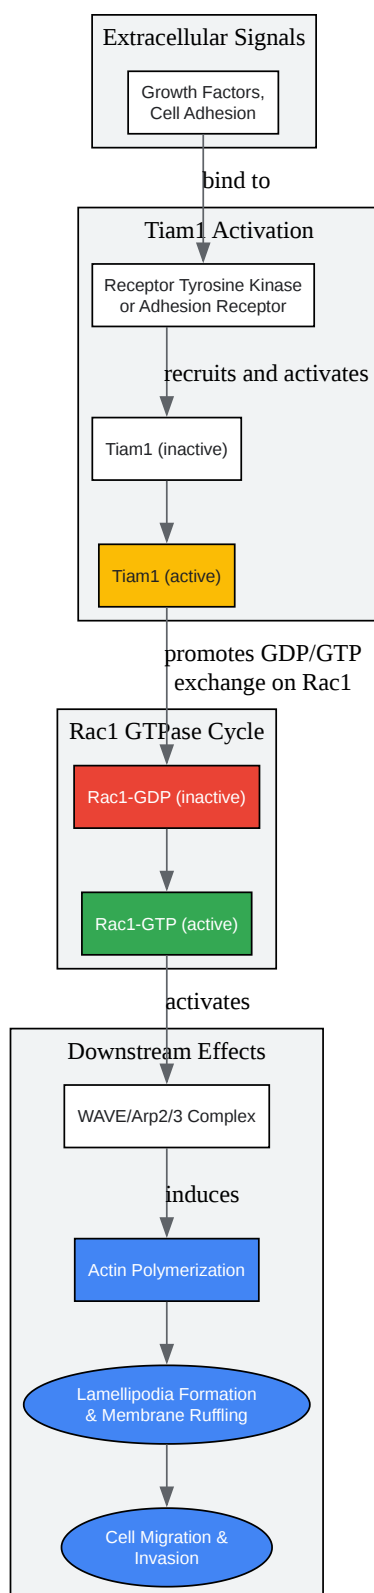 Extracellular Signals
Growth Factors,
Cell Adhesion
bind to
Tiam1 Activation
Receptor Tyrosine Kinase
or Adhesion Receptor
recruits and activates
Tiam1 (inactive)
Tiam1 (active)
promotes GDP/GTP
exchange on Rac1
Rac1 GTPase Cycle
Rac1-GDP (inactive)
Rac1-GTP (active)
activates
Downstream Effects
WAVE/Arp2/3 Complex
induces
Actin Polymerization
Lamellipodia Formation
& Membrane Ruffling
Cell Migration &
Invasion